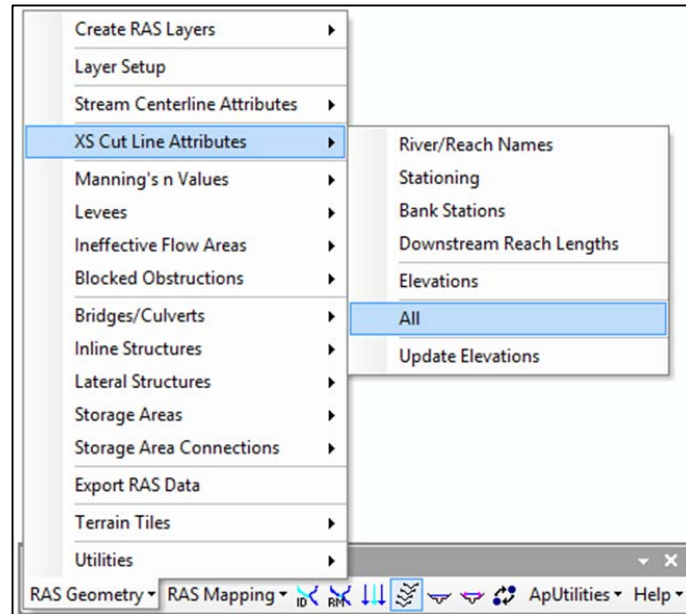 Create RAS Layers
Layer Setup
Stream Centerline Attributes
XS Cut Line Attributes
Manning's n Values
Levees
Ineffective Flow Areas
Blocked Obstructions
Bridges/Culverts
Inline Structures
Lateral Structures
Storage Areas
Storage Area Connections
Export RAS Data
Terrain Tiles
Utilities
River/Reach Names
Stationing
Bank Stations
Downstream Reach Lengths
Elevations
All
Update Elevations
RAS Geometry RAS Mapping ID RM ApUtilities Help